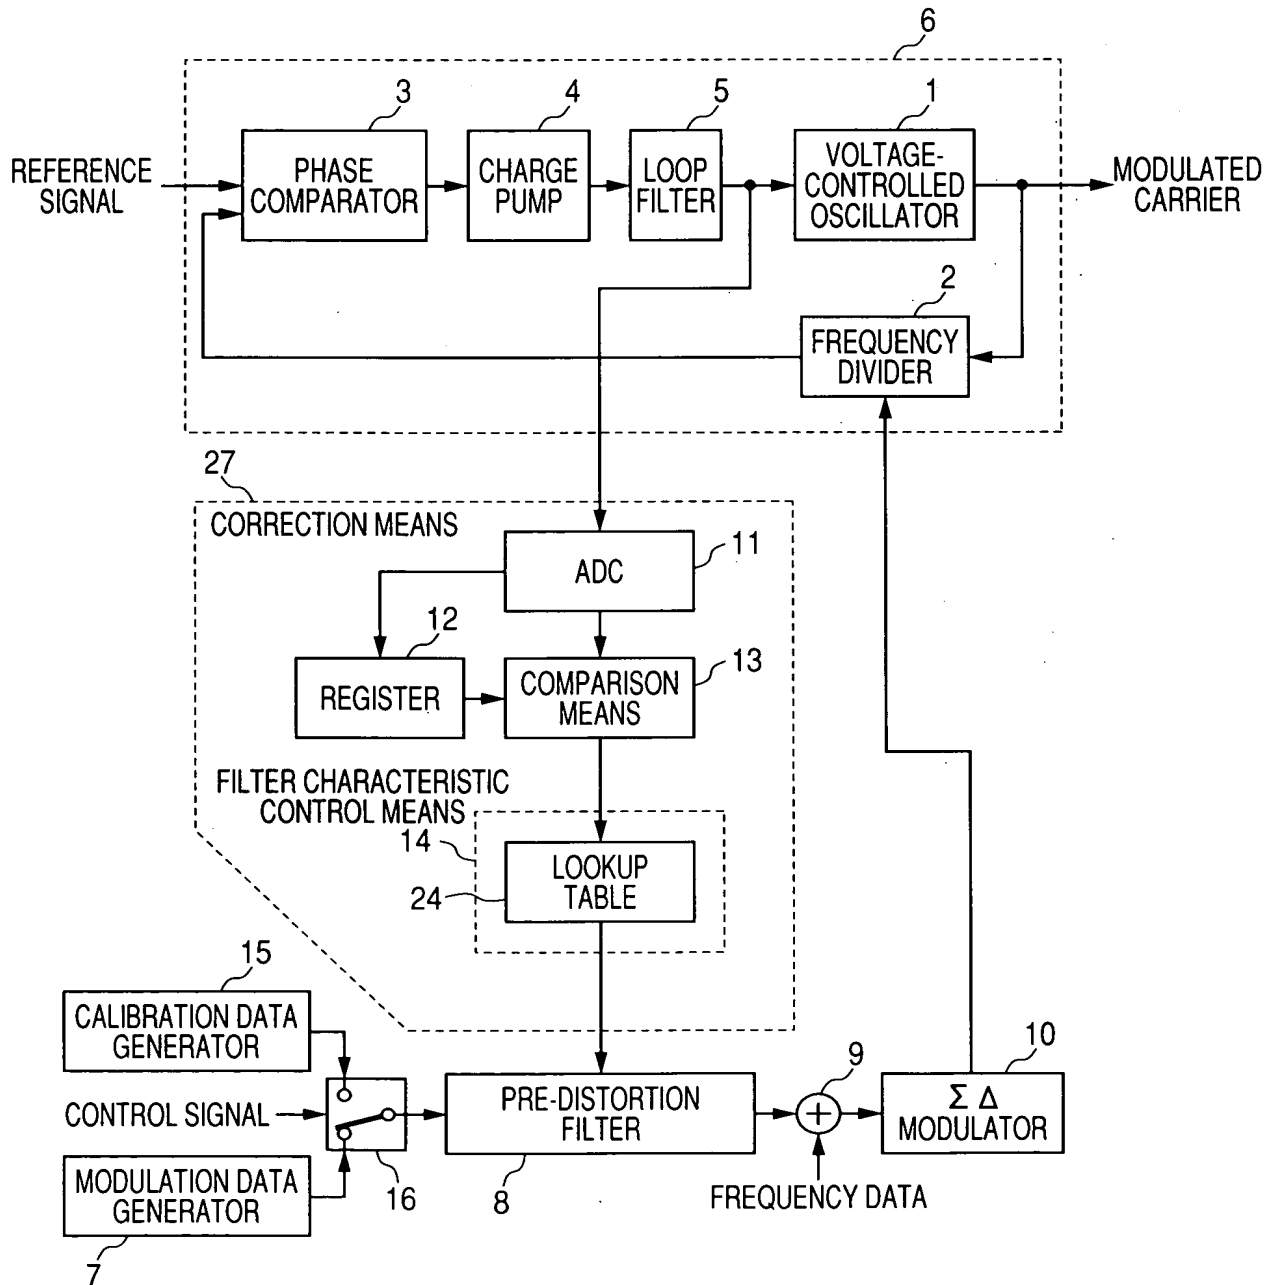 6
3
4
5
1
REFERENCE
SIGNAL
PHASE
COMPARATOR
CHARGE
PUMP
LOOP
FILTER
VOLTAGE-
CONTROLLED
OSCILLATOR
MODULATED
CARRIER
2
FREQUENCY
DIVIDER
27
CORRECTION MEANS
ADC
11
12
REGISTER
COMPARISON
MEANS
13
FILTER CHARACTERISTIC
CONTROL MEANS
14
LOOKUP
TABLE
24
15
CALIBRATION DATA
GENERATOR
CONTROL SIGNAL
MODULATION DATA
GENERATOR
7
16
PRE-DISTORTION
FILTER
8
9
+
FREQUENCY DATA
10
Σ Δ
MODULATOR